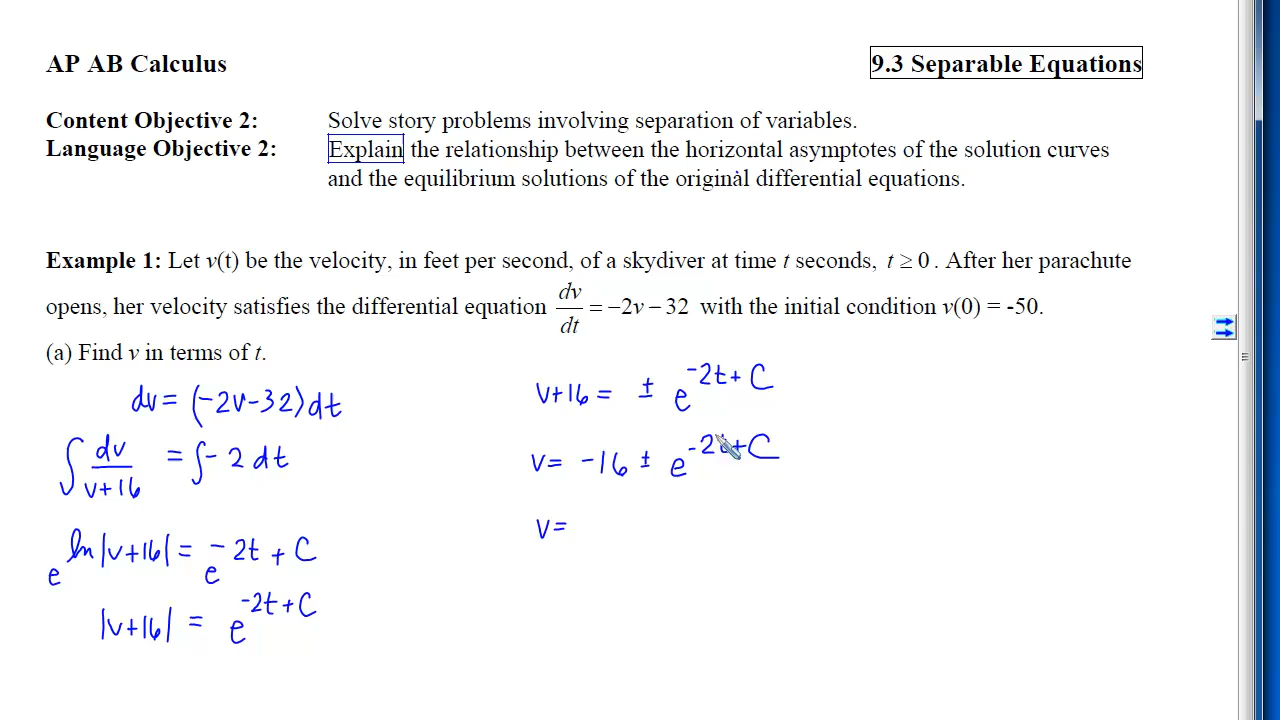 AP AB Calculus
9.3 Separable Equations
Content Objective 2: Solve story problems involving separation of variables.
Language Objective 2: Explain the relationship between the horizontal asymptotes of the solution curves
and the equilibrium solutions of the original differential equations.
Example 1: Let v(t) be the velocity, in feet per second, of a skydiver at time t seconds, t ≥ 0. After her parachute
opens, her velocity satisfies the differential equation dv/dt = −2v − 32 with the initial condition v(0) = -50.
(a) Find v in terms of t.
dv = (-2v-32)dt
∫ dv/(v+16) = ∫ -2 dt
e^(ln|v+16|) = e^(-2t + C)
|v+16| = e^(-2t+C)
v+16 = ± e^(-2t+C)
v = -16 ± e^(-2t+C)
v =